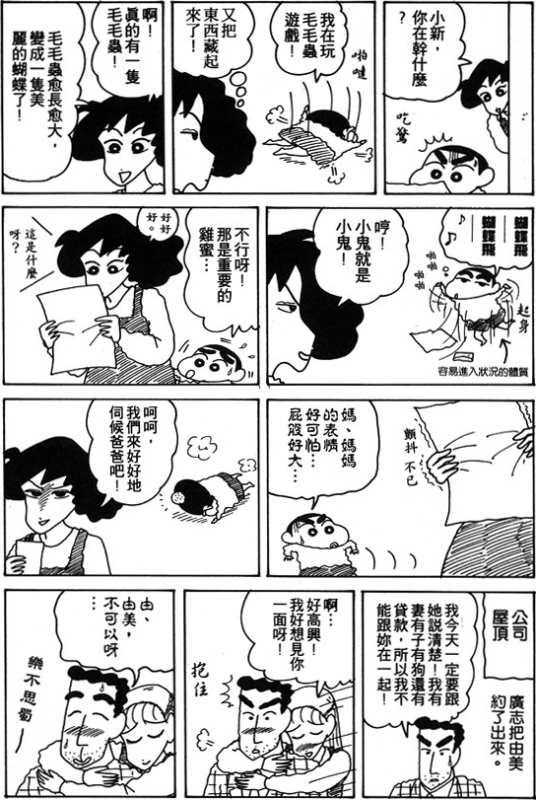 小新，
你在幹什麼
？
吃驚
我在玩
毛毛蟲
遊戲！
啪噠
又把
東西藏起
來了！
啊！
真的有一隻
毛毛蟲！
毛毛蟲愈長愈大，
變成一隻美
麗的蝴蝶了！
蝴蝶飛——
蝴蝶飛——♪
起身
容易進入狀況的體質
哼！
小鬼就是
小鬼！
不行呀！
那是重要的
雞蜜…
好好
好。
這是什麼
呀？
顫抖不已
媽、媽媽
的表情
好可怕…
屁股好大…
呵呵，
我們來好好地
伺候爸爸吧！
公司
屋頂
廣志把由美
約了出來。
我今天一定要跟
她說清楚！我有
妻有子有狗還有
貸款，所以我不
能跟妳在一起！
啊…
好高興！
我好想見你
一面呀！
抱住
由、
由美，
不可以呀
…
樂不思蜀——